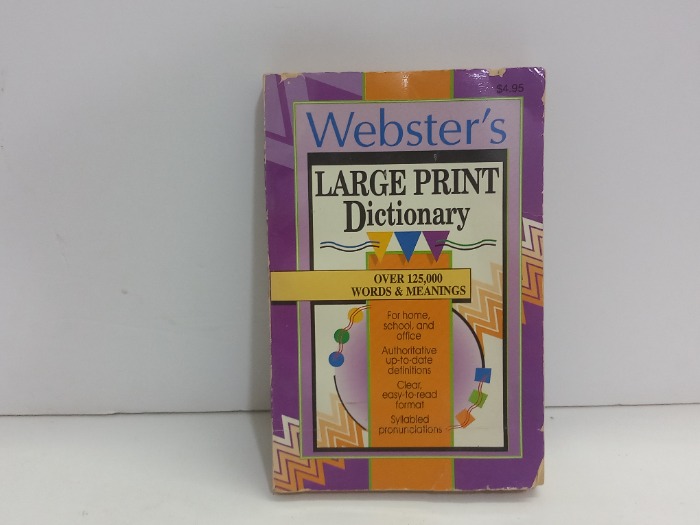 $4.95
Webster's
LARGE PRINT
Dictionary
OVER 125,000
WORDS & MEANINGS
For home,
school, and
office
Authoritative
up-to-date
definitions
Clear,
easy-to-read
format
Syllabled
pronunciations